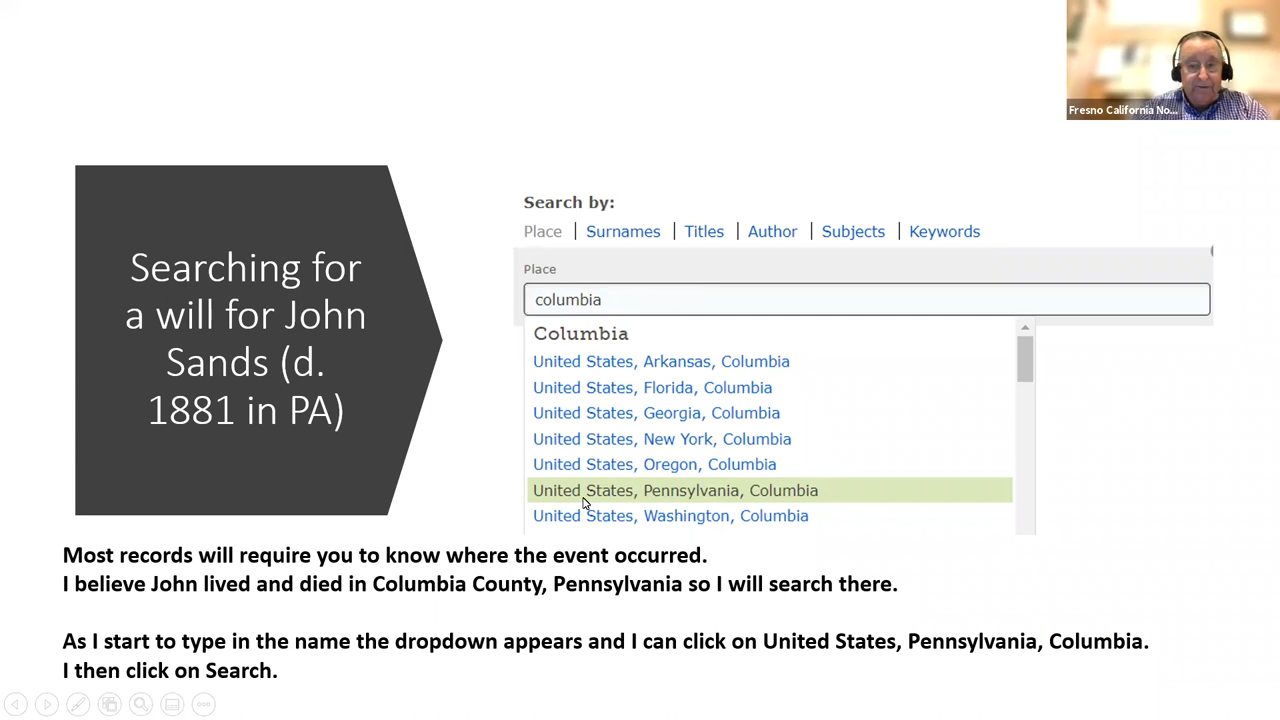 Fresno California No...
Searching for
a will for John
Sands (d.
1881 in PA)
Search by:
Place | Surnames | Titles | Author | Subjects | Keywords
Place
columbia
Columbia
United States, Arkansas, Columbia
United States, Florida, Columbia
United States, Georgia, Columbia
United States, New York, Columbia
United States, Oregon, Columbia
United States, Pennsylvania, Columbia
United States, Washington, Columbia
Most records will require you to know where the event occurred.
I believe John lived and died in Columbia County, Pennsylvania so I will search there.
As I start to type in the name the dropdown appears and I can click on United States, Pennsylvania, Columbia.
I then click on Search.